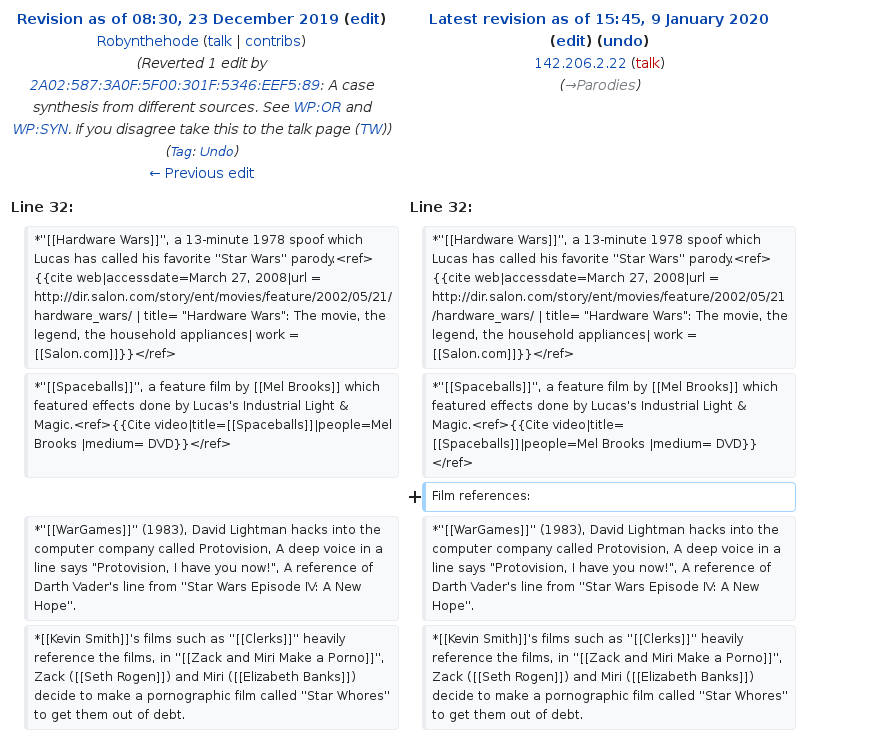 Revision as of 08:30, 23 December 2019 (edit)
Robynthehode (talk | contribs)
(Reverted 1 edit by
2A02:587:3A0F:5F00:301F:5346:EEF5:89: A case
synthesis from different sources. See WP:OR and
WP:SYN. If you disagree take this to the talk page (TW))
(Tag: Undo)
← Previous edit
Latest revision as of 15:45, 9 January 2020
(edit) (undo)
142.206.2.22 (talk)
(→Parodies)
Line 32:
*''[[Hardware Wars]]'', a 13-minute 1978 spoof which
Lucas has called his favorite ''Star Wars'' parody.<ref>
{{cite web|accessdate=March 27, 2008|url =
http://dir.salon.com/story/ent/movies/feature/2002/05/21/
hardware_wars/ | title= "Hardware Wars": The movie, the
legend, the household appliances| work =
[[Salon.com]]}}</ref>
*''[[Spaceballs]]'', a feature film by [[Mel Brooks]] which
featured effects done by Lucas's Industrial Light &
Magic.<ref>{{Cite video|title=[[Spaceballs]]|people=Mel
Brooks |medium= DVD}}</ref>
*''[[WarGames]]'' (1983), David Lightman hacks into the
computer company called Protovision, A deep voice in a
line says "Protovision, I have you now!", A reference of
Darth Vader's line from ''Star Wars Episode IV: A New
Hope''.
*[[Kevin Smith]]'s films such as ''[[Clerks]]'' heavily
reference the films, in ''[[Zack and Miri Make a Porno]]'',
Zack ([[Seth Rogen]]) and Miri ([[Elizabeth Banks]])
decide to make a pornographic film called ''Star Whores''
to get them out of debt.
Line 32:
*''[[Hardware Wars]]'', a 13-minute 1978 spoof which
Lucas has called his favorite ''Star Wars'' parody.<ref>
{{cite web|accessdate=March 27, 2008|url =
http://dir.salon.com/story/ent/movies/feature/2002/05/21
/hardware_wars/ | title= "Hardware Wars": The movie, the
legend, the household appliances| work =
[[Salon.com]]}}</ref>
*''[[Spaceballs]]'', a feature film by [[Mel Brooks]] which
featured effects done by Lucas's Industrial Light &
Magic.<ref>{{Cite video|title=
[[Spaceballs]]|people=Mel Brooks |medium= DVD}}
</ref>
+ Film references:
*''[[WarGames]]'' (1983), David Lightman hacks into the
computer company called Protovision, A deep voice in a
line says "Protovision, I have you now!", A reference of
Darth Vader's line from ''Star Wars Episode IV: A New
Hope''.
*[[Kevin Smith]]'s films such as ''[[Clerks]]'' heavily
reference the films, in ''[[Zack and Miri Make a Porno]]'',
Zack ([[Seth Rogen]]) and Miri ([[Elizabeth Banks]])
decide to make a pornographic film called ''Star Whores''
to get them out of debt.